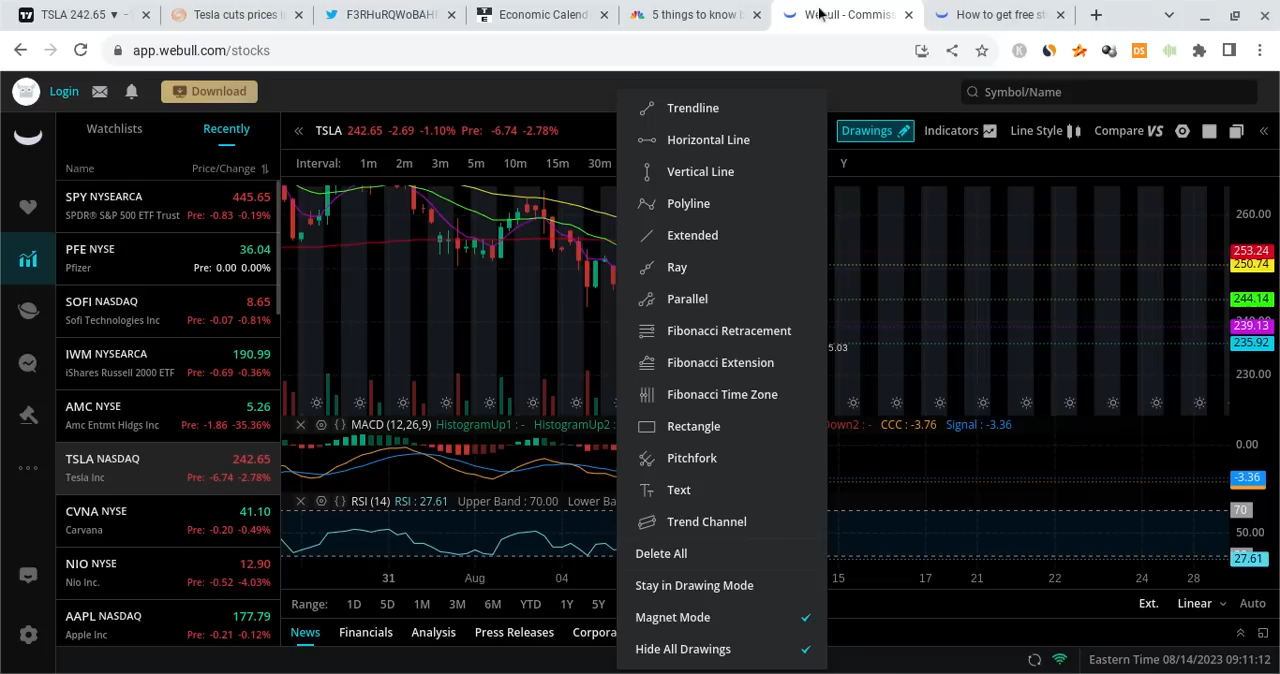 TSLA 242.65 ▼ -
Tesla cuts prices i
F3RHuRQWoBAH
Economic Calend
5 things to know b
Webull - Commiss
How to get free st
app.webull.com/stocks
Login
Download
Symbol/Name
Watchlists
Recently
Name
Price/Change
SPY NYSEARCA 445.65
SPDR® S&P 500 ETF Trust Pre: -0.83 -0.19%
PFE NYSE 36.04
Pfizer Pre: 0.00 0.00%
SOFI NASDAQ 8.65
Sofi Technologies Inc Pre: -0.07 -0.81%
IWM NYSEARCA 190.99
iShares Russell 2000 ETF Pre: -0.69 -0.36%
AMC NYSE 5.26
Amc Entmt Hldgs Inc Pre: -1.86 -35.36%
TSLA NASDAQ 242.65
Tesla Inc Pre: -6.74 -2.78%
CVNA NYSE 41.10
Carvana Pre: -0.20 -0.49%
NIO NYSE 12.90
Nio Inc. Pre: -0.52 -4.03%
AAPL NASDAQ 177.79
Apple Inc Pre: -0.21 -0.12%
TSLA 242.65 -2.69 -1.10% Pre: -6.74 -2.78%
Drawings
Indicators
Line Style
Compare VS
Interval: 1m 2m 3m 5m 10m 15m 30m
Y
Trendline
Horizontal Line
Vertical Line
Polyline
Extended
Ray
Parallel
Fibonacci Retracement
Fibonacci Extension
Fibonacci Time Zone
Rectangle
Pitchfork
Text
Trend Channel
Delete All
Stay in Drawing Mode
Magnet Mode
Hide All Drawings
260.00
253.24
250.74
244.14
239.13
235.92
230.00
5.03
MACD (12,26,9) HistogramUp1 : - HistogramUp2 :
Down2 : - CCC : -3.76 Signal : -3.36
0.00
-3.36
RSI (14) RSI : 27.61 Upper Band : 70.00 Lower Ba
70
50.00
27.61
31 Aug 04
15 17 21 22 24 28
Range: 1D 5D 1M 3M 6M YTD 1Y 5Y
Ext. Linear Auto
News Financials Analysis Press Releases Corpora
Eastern Time 08/14/2023 09:11:12
DS
K